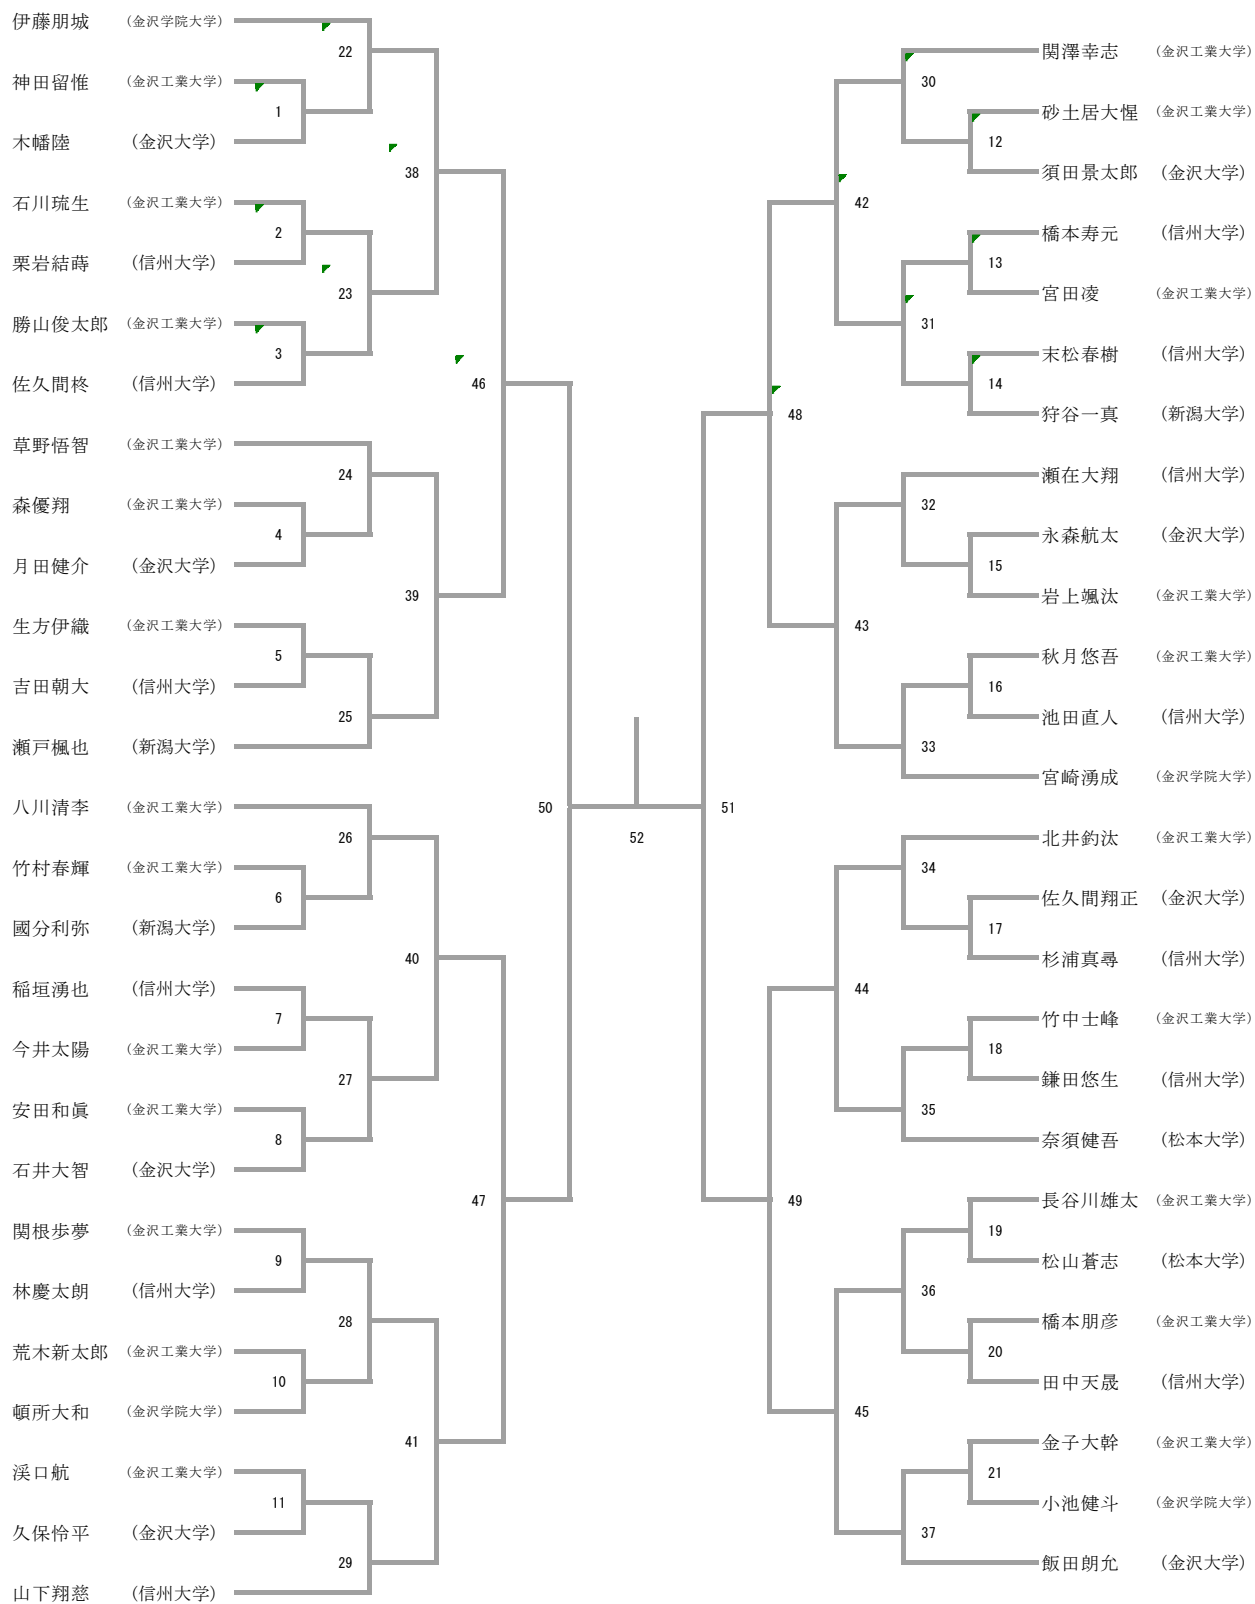 伊藤朋城 （金沢学院大学）
22
神田留惟 （金沢工業大学）
1
木幡陸 （金沢大学）
38
石川琉生 （金沢工業大学）
2
栗岩結蒔 （信州大学）
23
勝山俊太郎 （金沢工業大学）
3
佐久間柊 （信州大学）
46
草野悟智 （金沢工業大学）
24
森優翔 （金沢工業大学）
4
月田健介 （金沢大学）
39
生方伊織 （金沢工業大学）
5
吉田朝大 （信州大学）
25
瀬戸楓也 （新潟大学）
八川清李 （金沢工業大学）
50
26
竹村春輝 （金沢工業大学）
6
國分利弥 （新潟大学）
40
稲垣湧也 （信州大学）
7
今井太陽 （金沢工業大学）
27
安田和眞 （金沢工業大学）
8
石井大智 （金沢大学）
47
関根歩夢 （金沢工業大学）
9
林慶太朗 （信州大学）
28
荒木新太郎 （金沢工業大学）
10
頓所大和 （金沢学院大学）
41
渓口航 （金沢工業大学）
11
久保怜平 （金沢大学）
29
山下翔慈 （信州大学）
52
関澤幸志 （金沢工業大学）
30
砂土居大惺 （金沢工業大学）
12
須田景太郎 （金沢大学）
42
橋本寿元 （信州大学）
13
宮田凌 （金沢工業大学）
31
末松春樹 （信州大学）
14
狩谷一真 （新潟大学）
48
瀬在大翔 （信州大学）
32
永森航太 （金沢大学）
15
岩上颯汰 （金沢工業大学）
43
秋月悠吾 （金沢工業大学）
16
池田直人 （信州大学）
33
宮崎湧成 （金沢学院大学）
51
北井釣汰 （金沢工業大学）
34
佐久間翔正 （金沢大学）
17
杉浦真尋 （信州大学）
44
竹中士峰 （金沢工業大学）
18
鎌田悠生 （信州大学）
35
奈須健吾 （松本大学）
49
長谷川雄太 （金沢工業大学）
19
松山蒼志 （松本大学）
36
橋本朋彦 （金沢工業大学）
20
田中天晟 （信州大学）
45
金子大幹 （金沢工業大学）
21
小池健斗 （金沢学院大学）
37
飯田朗允 （金沢大学）